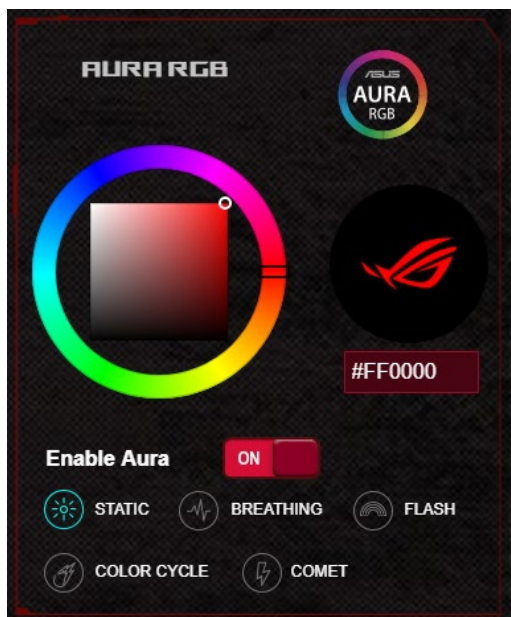 AURA RGB
ASUS
AURA
RGB
#FF0000
Enable Aura ON
STATIC BREATHING FLASH
COLOR CYCLE COMET